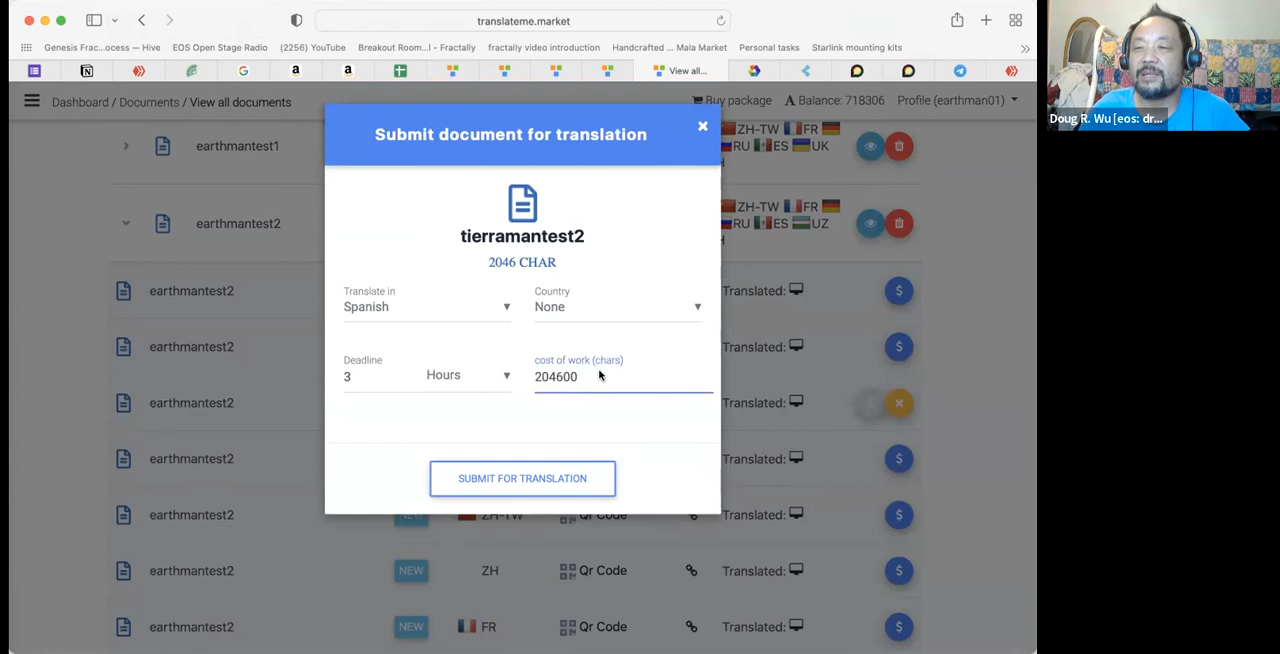 translateme.market
Genesis Frac...ocess — Hive
EOS Open Stage Radio
(2256) YouTube
Breakout Room...l - Fractally
fractally video introduction
Handcrafted ... Mala Market
Personal tasks
Starlink mounting kits
View all...
Dashboard / Documents / View all documents
Buy package
Balance: 718306
Profile (earthman01)
Submit document for translation
earthmantest1
ZH-TW FR
RU ES UK
H
tierramantest2
2046 CHAR
earthmantest2
ZH-TW FR
RU ES UZ
H
Translate in
Country
Spanish
None
earthmantest2
Translated:
earthmantest2
Translated:
Deadline
cost of work (chars)
3
Hours
204600
earthmantest2
Translated:
earthmantest2
Translated:
SUBMIT FOR TRANSLATION
earthmantest2
NEW
ZH-TW
Qr Code
Translated:
earthmantest2
NEW
ZH
Qr Code
Translated:
earthmantest2
NEW
FR
Qr Code
Translated:
Doug R. Wu [eos: dr...